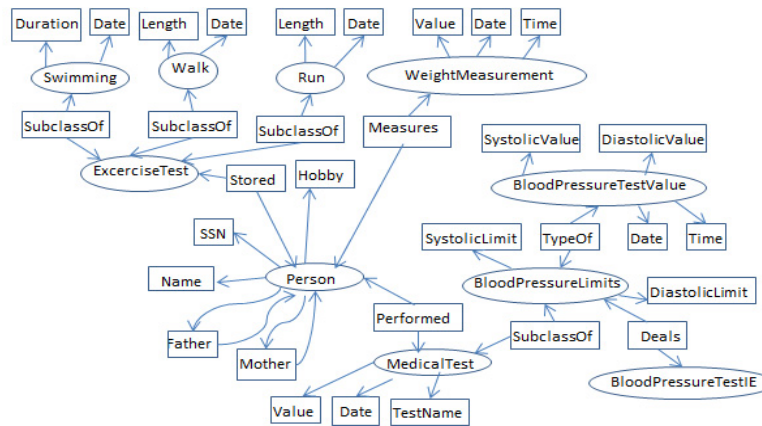 Duration
Date
Length
Date
Length
Date
Value
Date
Time
Swimming
Walk
Run
WeightMeasurement
SubclassOf
SubclassOf
SubclassOf
Measures
ExcerciseTest
Stored
Hobby
SystolicValue
DiastolicValue
BloodPressureTestValue
SSN
SystolicLimit
TypeOf
Date
Time
Name
Person
BloodPressureLimits
DiastolicLimit
Father
Mother
Performed
SubclassOf
Deals
MedicalTest
BloodPressureTestIE
Value
Date
TestName